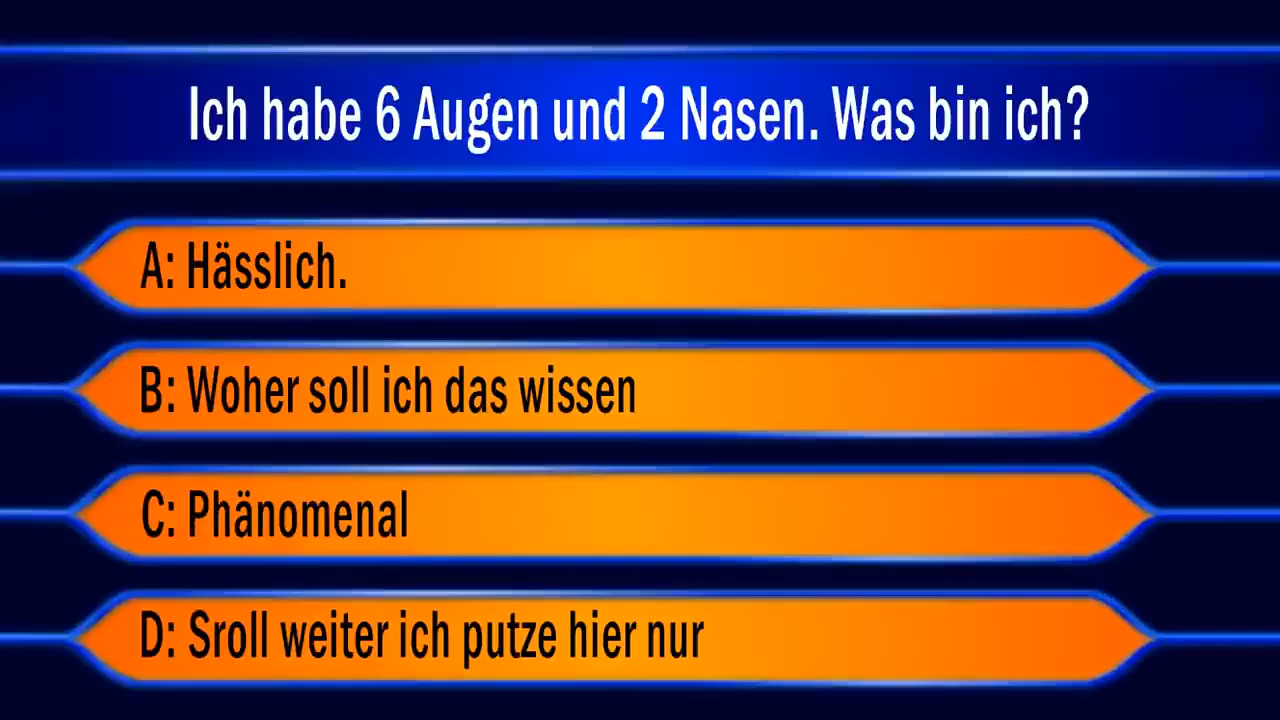 Ich habe 6 Augen und 2 Nasen. Was bin ich?
A: Hässlich.
B: Woher soll ich das wissen
C: Phänomenal
D: Sroll weiter ich putze hier nur